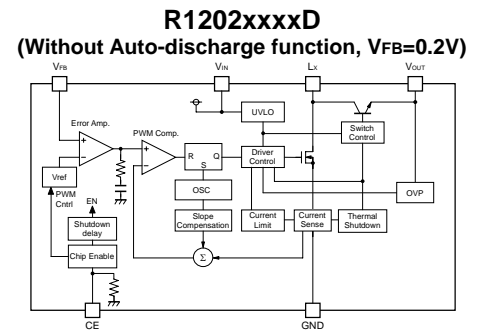 R1202xxxxD
(Without Auto-discharge function, VFB=0.2V)
VFB
VIN
LX
VOUT
UVLO
Error Amp.
PWM Comp.
Switch
Control
+
-
+
-
R
Q
S
Driver
Control
Vref
PWM
Cntrl
EN
OSC
OVP
Shutdown
delay
Slope
Compensation
Current
Limit
Current
Sense
Thermal
Shutdown
Chip Enable
Σ
CE
GND